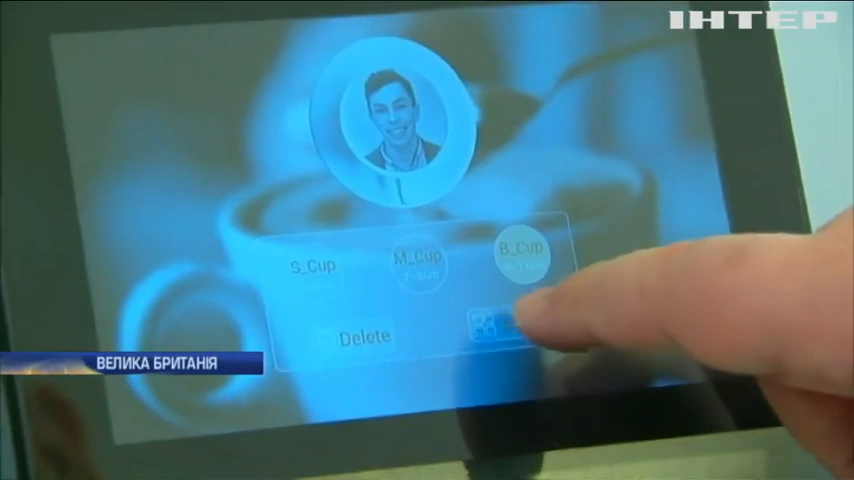 ІНТЕР
S_Cup
M_Cup
B_Cup
Delete
ВЕЛИКА БРИТАНІЯ